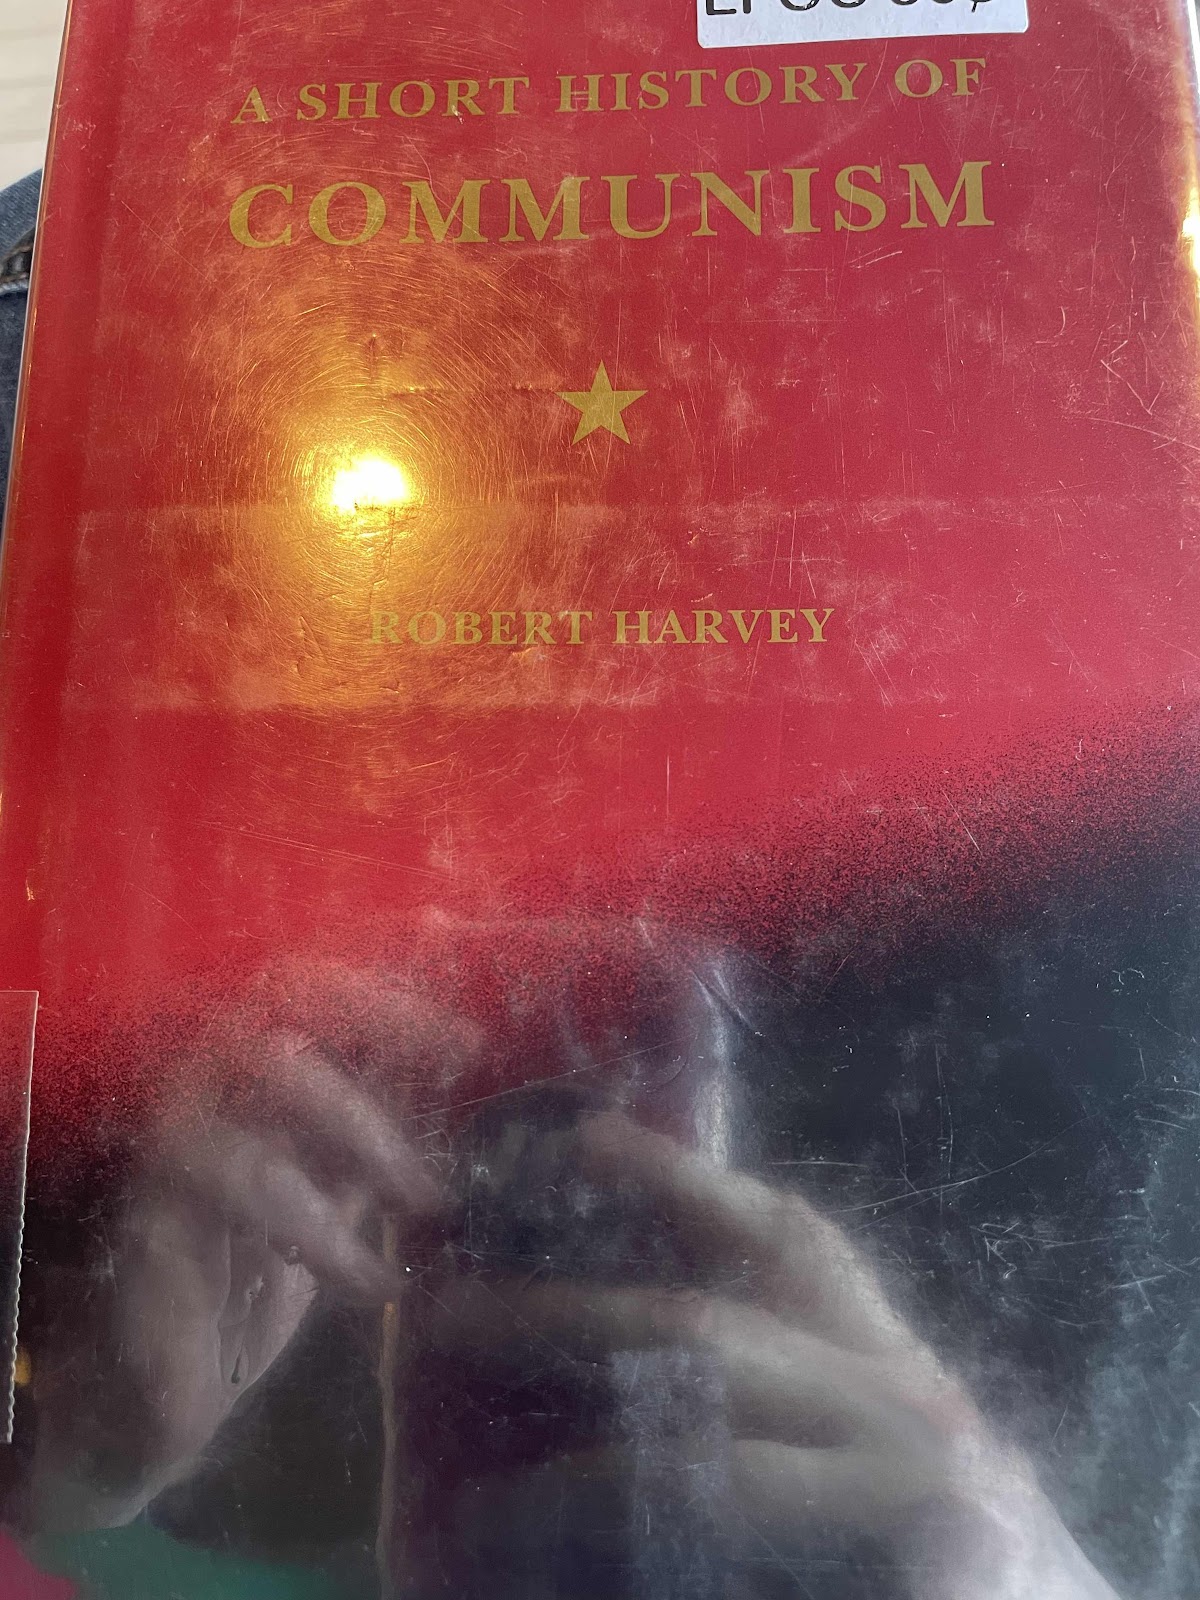 A SHORT HISTORY OF
COMMUNISM
ROBERT HARVEY